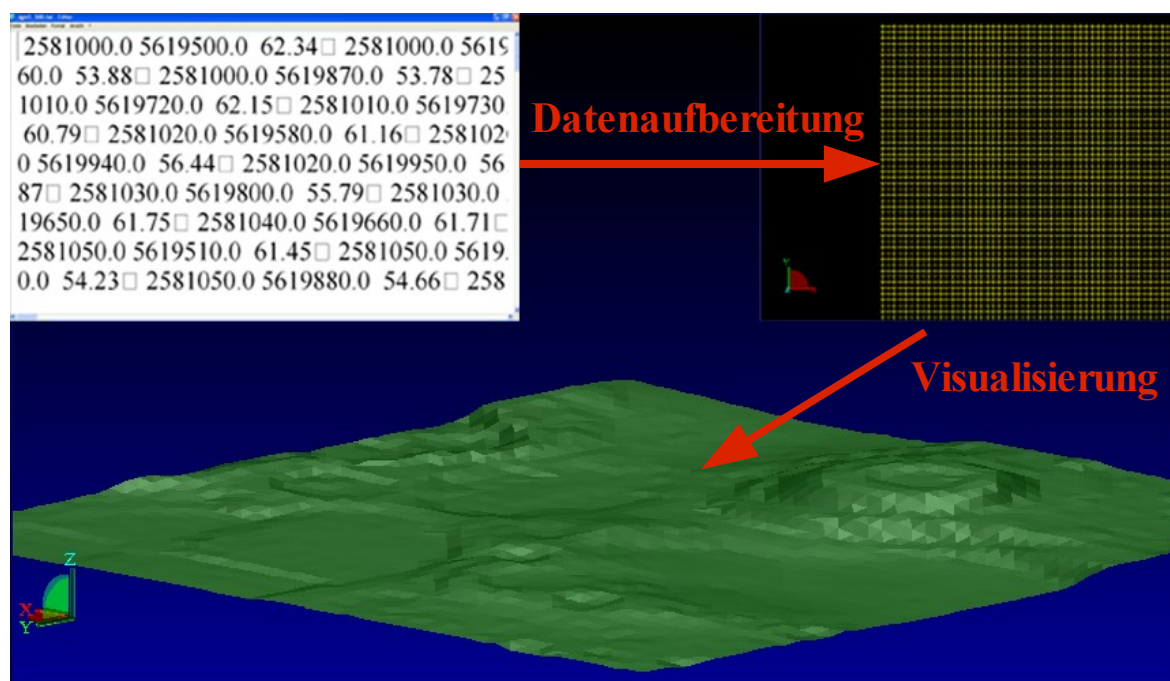 2581000.0 5619500.0 62.34□ 2581000.0 5619
60.0 53.88□ 2581000.0 5619870.0 53.78□ 25
1010.0 5619720.0 62.15□ 2581010.0 5619730
60.79□ 2581020.0 5619580.0 61.16□ 258102
0 5619940.0 56.44□ 2581020.0 5619950.0 56
87□ 2581030.0 5619800.0 55.79□ 2581030.0
19650.0 61.75□ 2581040.0 5619660.0 61.71□
2581050.0 5619510.0 61.45□ 2581050.0 5619.
0.0 54.23□ 2581050.0 5619880.0 54.66□ 258
Datenaufbereitung
Visualisierung
Z
X
Y